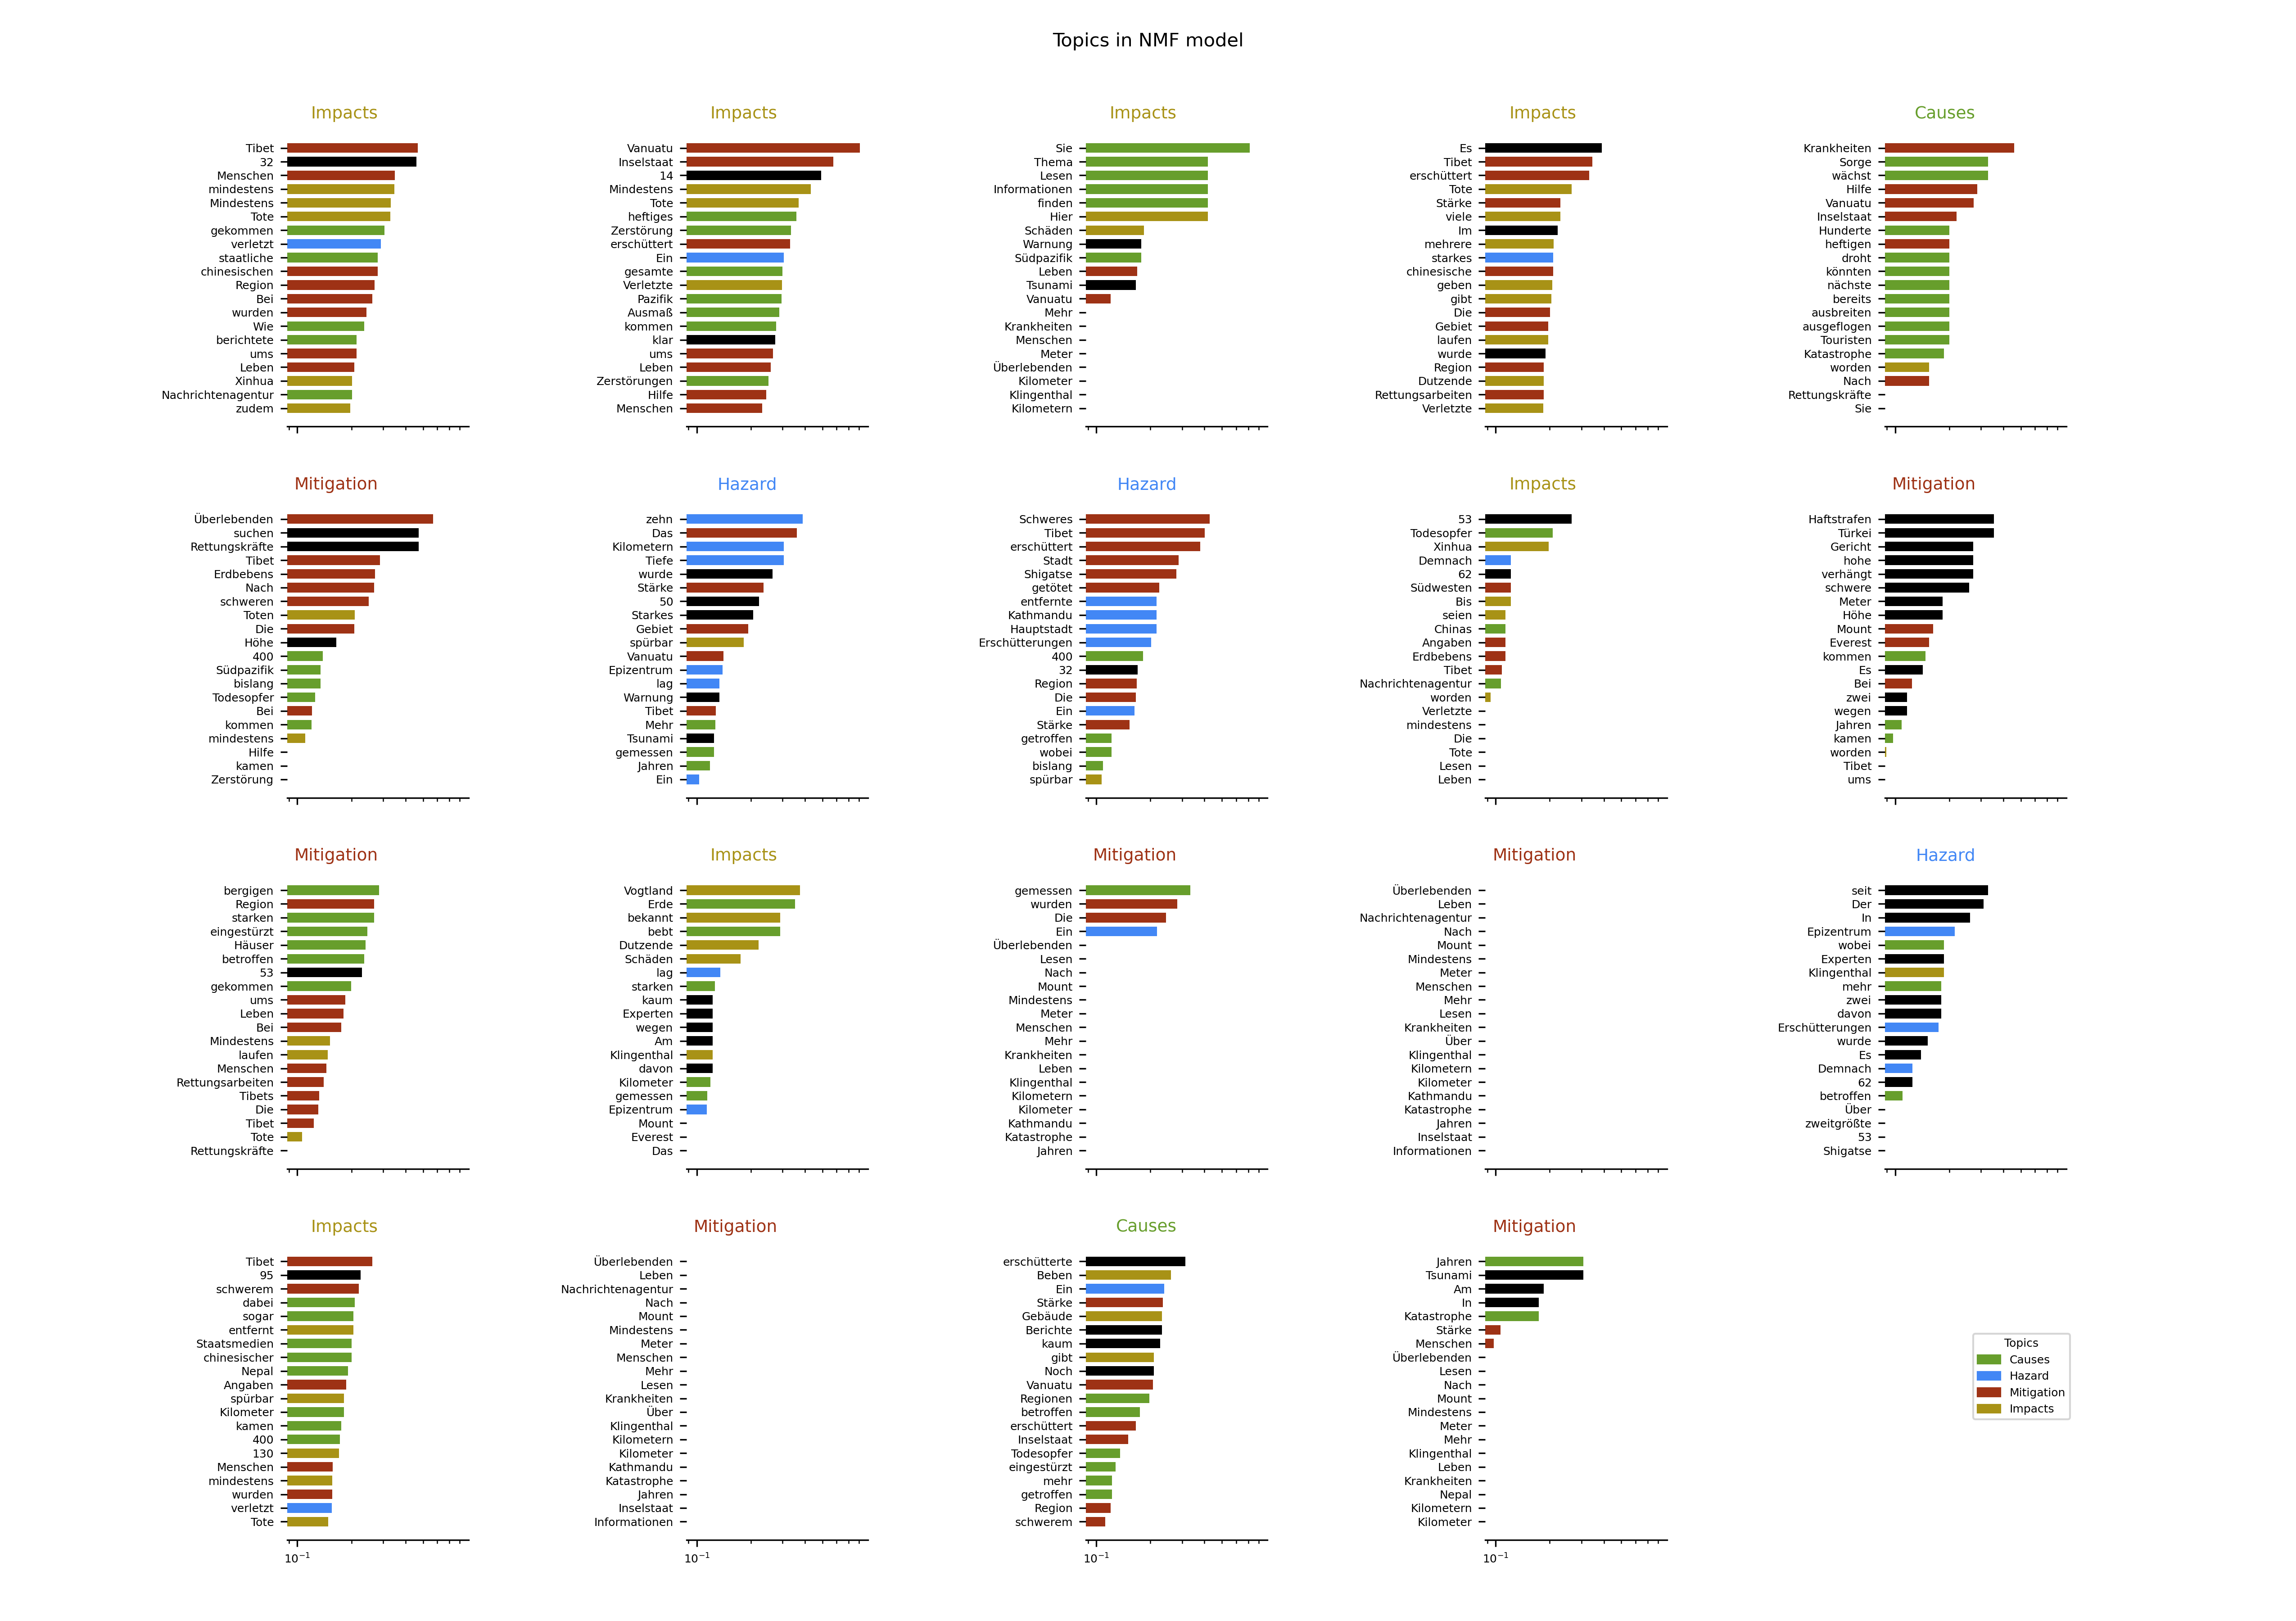 Topics in NMF model
Impacts
Tibet
32
Menschen
mindestens
Mindestens
Tote
gekommen
verletzt
staatliche
chinesischen
Region
Bei
wurden
Wie
berichtete
ums
Leben
Xinhua
Nachrichtenagentur
zudem
Impacts
Vanuatu
Inselstaat
14
Mindestens
Tote
heftiges
Zerstörung
erschüttert
Ein
gesamte
Verletzte
Pazifik
Ausmaß
kommen
klar
ums
Leben
Zerstörungen
Hilfe
Menschen
Impacts
Sie
Thema
Lesen
Informationen
finden
Hier
Schäden
Warnung
Südpazifik
Leben
Tsunami
Vanuatu
Mehr
Krankheiten
Menschen
Meter
Überlebenden
Kilometer
Klingenthal
Kilometern
Impacts
Es
Tibet
erschüttert
Tote
Stärke
viele
Im
mehrere
starkes
chinesische
geben
gibt
Die
Gebiet
laufen
wurde
Region
Dutzende
Rettungsarbeiten
Verletzte
Causes
Krankheiten
Sorge
wächst
Hilfe
Vanuatu
Inselstaat
Hunderte
heftigen
droht
könnten
nächste
bereits
ausbreiten
ausgeflogen
Touristen
Katastrophe
worden
Nach
Rettungskräfte
Sie
Mitigation
Überlebenden
suchen
Rettungskräfte
Tibet
Erdbebens
Nach
schweren
Toten
Die
Höhe
400
Südpazifik
bislang
Todesopfer
Bei
kommen
mindestens
Hilfe
kamen
Zerstörung
Hazard
zehn
Das
Kilometern
Tiefe
wurde
Stärke
50
Starkes
Gebiet
spürbar
Vanuatu
Epizentrum
lag
Warnung
Tibet
Mehr
Tsunami
gemessen
Jahren
Ein
Hazard
Schweres
Tibet
erschüttert
Stadt
Shigatse
getötet
entfernte
Kathmandu
Hauptstadt
Erschütterungen
400
32
Region
Die
Ein
Stärke
getroffen
wobei
bislang
spürbar
Impacts
53
Todesopfer
Xinhua
Demnach
62
Südwesten
Bis
seien
Chinas
Angaben
Erdbebens
Tibet
Nachrichtenagentur
worden
Verletzte
mindestens
Die
Tote
Lesen
Leben
Mitigation
Haftstrafen
Türkei
Gericht
hohe
verhängt
schwere
Meter
Höhe
Mount
Everest
kommen
Es
Bei
zwei
wegen
Jahren
kamen
worden
Tibet
ums
Mitigation
bergigen
Region
starken
eingestürzt
Häuser
betroffen
53
gekommen
ums
Leben
Bei
Mindestens
laufen
Menschen
Rettungsarbeiten
Tibets
Die
Tibet
Tote
Rettungskräfte
Impacts
Vogtland
Erde
bekannt
bebt
Dutzende
Schäden
lag
starken
kaum
Experten
wegen
Am
Klingenthal
davon
Kilometer
gemessen
Epizentrum
Mount
Everest
Das
Mitigation
gemessen
wurden
Die
Ein
Überlebenden
Lesen
Nach
Mount
Mindestens
Meter
Menschen
Mehr
Krankheiten
Leben
Klingenthal
Kilometern
Kilometer
Kathmandu
Katastrophe
Jahren
Mitigation
Überlebenden
Leben
Nachrichtenagentur
Nach
Mount
Mindestens
Meter
Menschen
Mehr
Lesen
Krankheiten
Über
Klingenthal
Kilometern
Kilometer
Kathmandu
Katastrophe
Jahren
Inselstaat
Informationen
Hazard
seit
Der
In
Epizentrum
wobei
Experten
Klingenthal
mehr
zwei
davon
Erschütterungen
wurde
Es
Demnach
62
betroffen
Über
zweitgrößte
53
Shigatse
Impacts
Tibet
95
schwerem
dabei
sogar
entfernt
Staatsmedien
chinesischer
Nepal
Angaben
spürbar
Kilometer
kamen
400
130
Menschen
mindestens
wurden
verletzt
Tote
10⁻¹
Mitigation
Überlebenden
Leben
Nachrichtenagentur
Nach
Mount
Mindestens
Meter
Menschen
Mehr
Lesen
Krankheiten
Über
Klingenthal
Kilometern
Kilometer
Kathmandu
Katastrophe
Jahren
Inselstaat
Informationen
10⁻¹
Causes
erschütterte
Beben
Ein
Stärke
Gebäude
Berichte
kaum
gibt
Noch
Vanuatu
Regionen
betroffen
erschüttert
Inselstaat
Todesopfer
eingestürzt
mehr
getroffen
Region
schwerem
10⁻¹
Mitigation
Jahren
Tsunami
Am
In
Katastrophe
Stärke
Menschen
Überlebenden
Lesen
Nach
Mount
Mindestens
Meter
Mehr
Klingenthal
Leben
Krankheiten
Nepal
Kilometern
Kilometer
10⁻¹
Topics
Causes
Hazard
Mitigation
Impacts